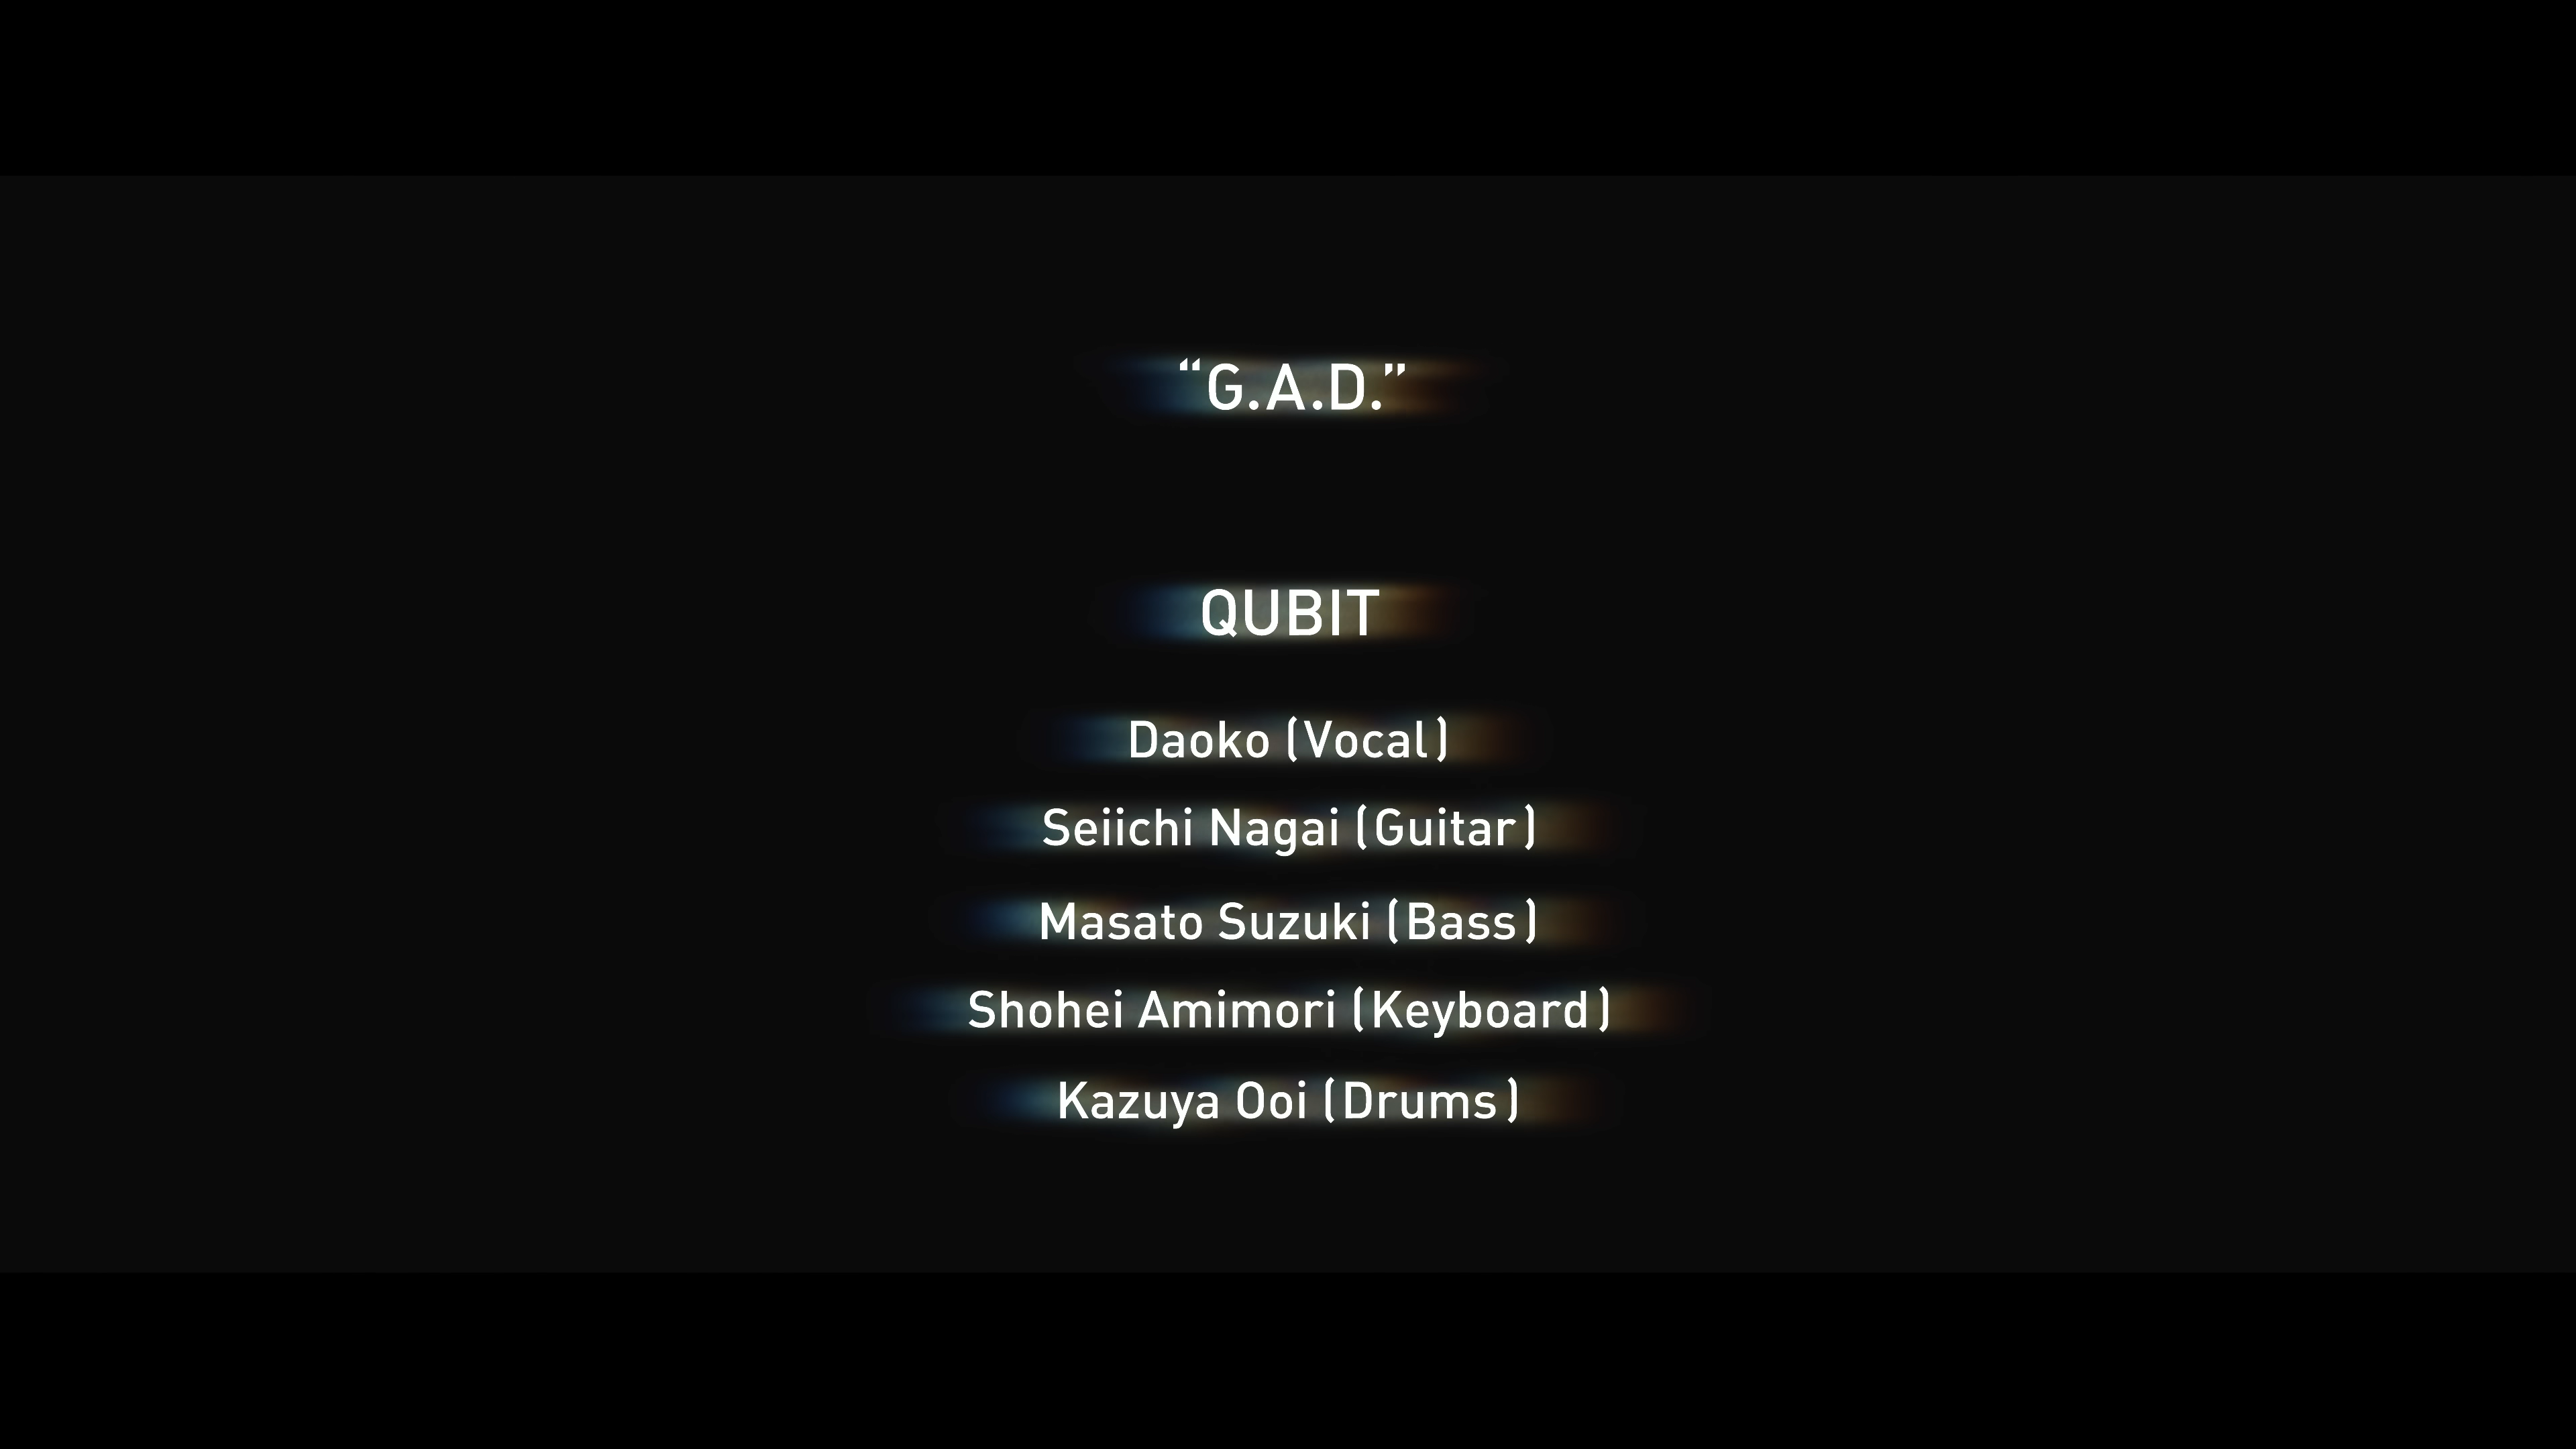 “G.A.D.”
QUBIT
Daoko (Vocal)
Seiichi Nagai (Guitar)
Masato Suzuki (Bass)
Shohei Amimori (Keyboard)
Kazuya Ooi (Drums)